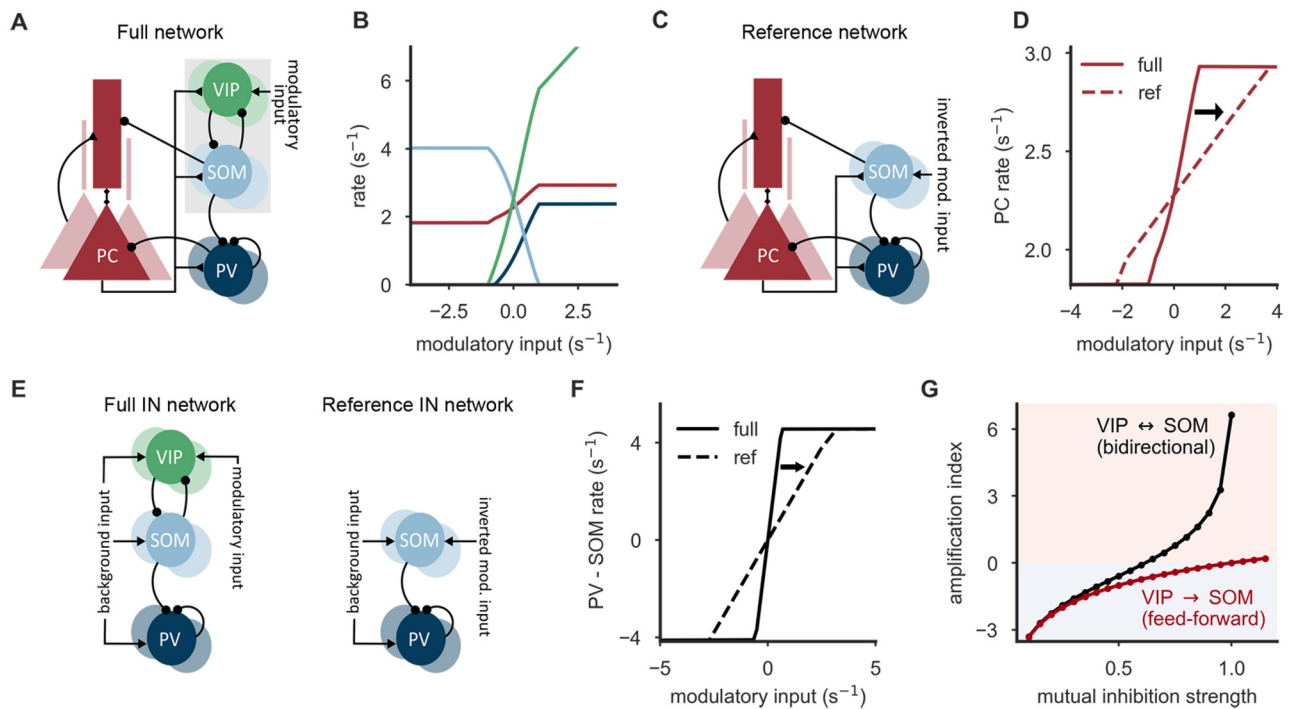 A
Full network
VIP
SOM
PC
PV
modulatory
input
B
rate (s⁻¹)
6
4
2
0
−2.5
0.0
2.5
modulatory input (s⁻¹)
C
Reference network
SOM
PC
PV
inverted mod. input
D
PC rate (s⁻¹)
3.0
2.5
2.0
full
ref
−4
−2
0
2
4
modulatory input (s⁻¹)
E
Full IN network
VIP
SOM
PV
background input
modulatory input
Reference IN network
SOM
PV
background input
inverted mod. input
F
PV - SOM rate (s⁻¹)
4
0
−4
full
ref
−5
0
5
modulatory input (s⁻¹)
G
amplification index
6
3
0
−3
VIP ↔ SOM
(bidirectional)
VIP → SOM
(feed-forward)
0.5
1.0
mutual inhibition strength